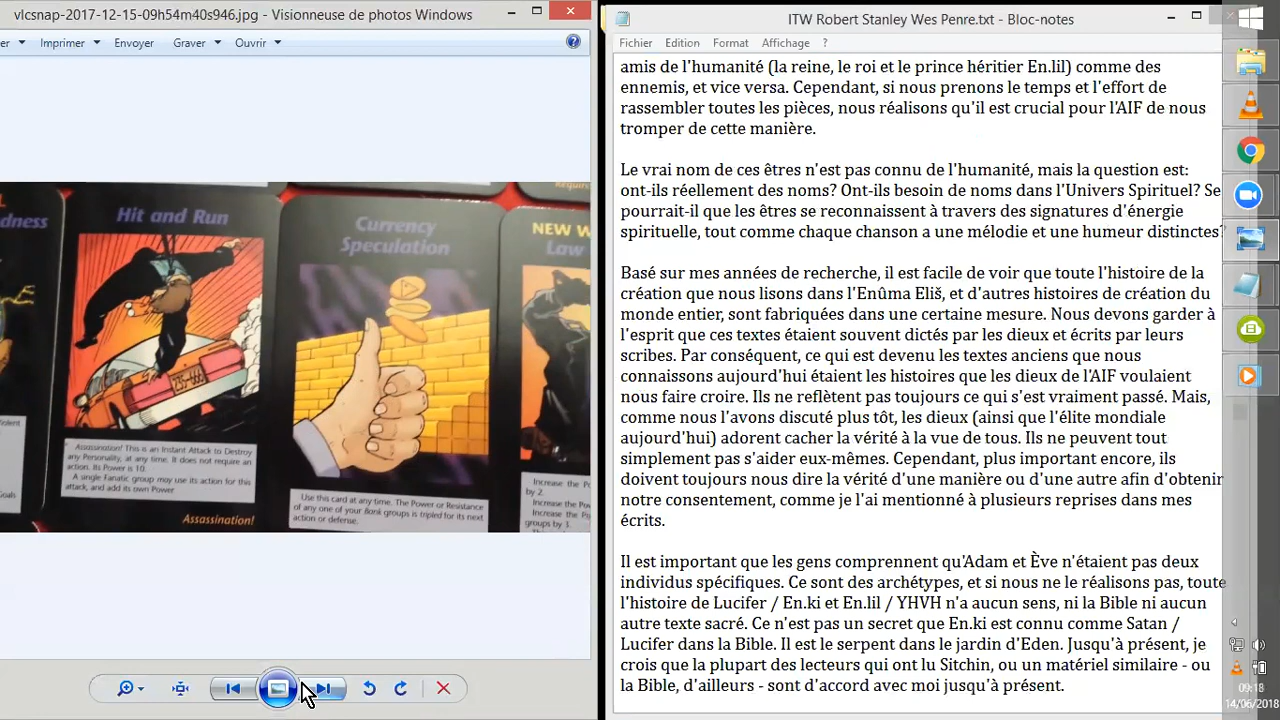 vlcsnap-2017-12-15-09h54m40s946.jpg - Visionneuse de photos Windows
Imprimer
Envoyer
Graver
Ouvrir
Hit and Run
Assassination! This is an Instant Attack to Destroy
any Personality, at any time. It does not require an
action. Its Power is 10.
A single Fanatic group may use its action for this
attack, and add its own Power
Assassination!
Currency
Speculation
Use this card at any time. The Power or Resistance
of any one of your Bank groups is tripled for its next
action or defense.
NEW W
Law
Increase the Po
by 2.
Increase the Pow
groups by 3.
ITW Robert Stanley Wes Penre.txt - Bloc-notes
Fichier Edition Format Affichage ?
amis de l'humanité (la reine, le roi et le prince héritier En.lil) comme des
ennemis, et vice versa. Cependant, si nous prenons le temps et l'effort de
rassembler toutes les pièces, nous réalisons qu'il est crucial pour l'AIF de nous
tromper de cette manière.
Le vrai nom de ces êtres n'est pas connu de l'humanité, mais la question est:
ont-ils réellement des noms? Ont-ils besoin de noms dans l'Univers Spirituel? Se
pourrait-il que les êtres se reconnaissent à travers des signatures d'énergie
spirituelle, tout comme chaque chanson a une mélodie et une humeur distinctes?
Basé sur mes années de recherche, il est facile de voir que toute l'histoire de la
création que nous lisons dans l'Enûma Eliš, et d'autres histoires de création du
monde entier, sont fabriquées dans une certaine mesure. Nous devons garder à
l'esprit que ces textes étaient souvent dictés par les dieux et écrits par leurs
scribes. Par conséquent, ce qui est devenu les textes anciens que nous
connaissons aujourd'hui étaient les histoires que les dieux de l'AIF voulaient
nous faire croire. Ils ne reflètent pas toujours ce qui s'est vraiment passé. Mais,
comme nous l'avons discuté plus tôt, les dieux (ainsi que l'élite mondiale
aujourd'hui) adorent cacher la vérité à la vue de tous. Ils ne peuvent tout
simplement pas s'aider eux-mêmes. Cependant, plus important encore, ils
doivent toujours nous dire la vérité d'une manière ou d'une autre afin d'obtenir
notre consentement, comme je l'ai mentionné à plusieurs reprises dans mes
écrits.
Il est important que les gens comprennent qu'Adam et Ève n'étaient pas deux
individus spécifiques. Ce sont des archétypes, et si nous ne le réalisons pas, toute
l'histoire de Lucifer / En.ki et En.lil / YHVH n'a aucun sens, ni la Bible ni aucun
autre texte sacré. Ce n'est pas un secret que En.ki est connu comme Satan /
Lucifer dans la Bible. Il est le serpent dans le jardin d'Eden. Jusqu'à présent, je
crois que la plupart des lecteurs qui ont lu Sitchin, ou un matériel similaire - ou
la Bible, d'ailleurs - sont d'accord avec moi jusqu'à présent.
09:18
14/06/2018